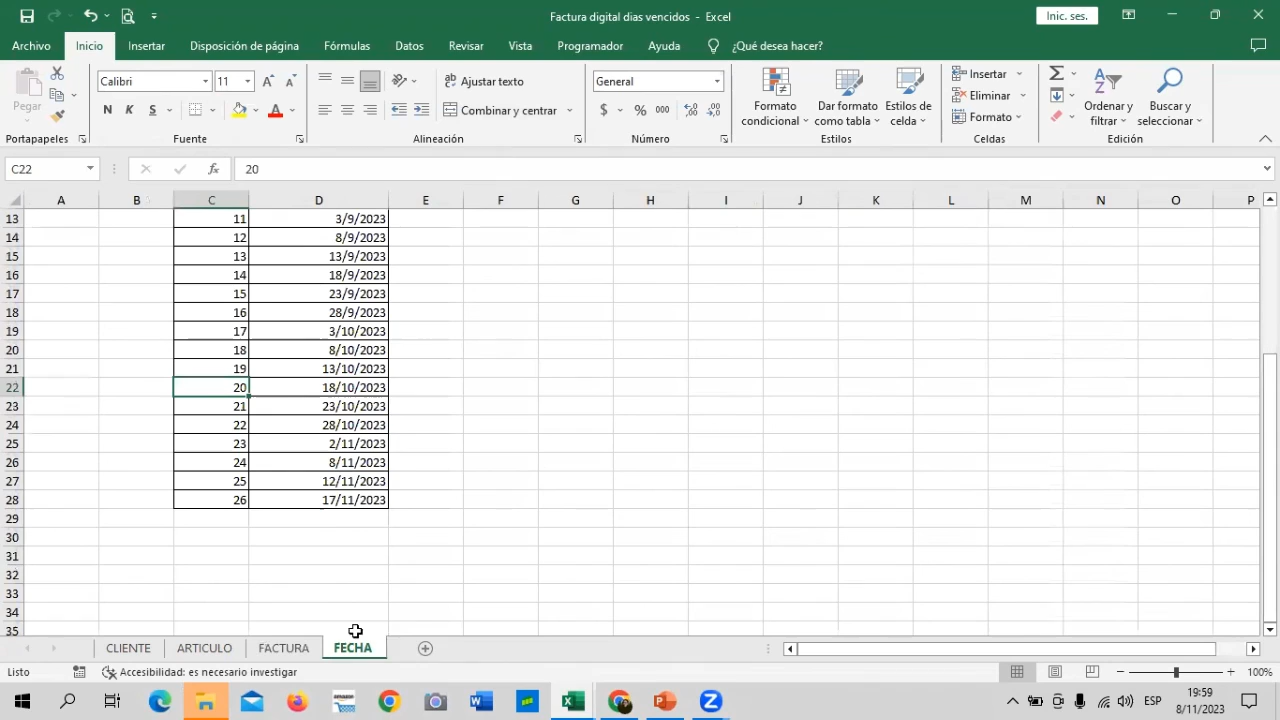 Factura digital dias vencidos - Excel
Inic. ses.
Archivo Inicio Insertar Disposición de página Fórmulas Datos Revisar Vista Programador Ayuda ¿Qué desea hacer?
Pegar
Calibri 11
N K S
Ajustar texto
Combinar y centrar
General
$ % 000
Formato condicional
Dar formato como tabla
Estilos de celda
Insertar
Eliminar
Formato
Ordenar y filtrar
Buscar y seleccionar
Portapapeles Fuente Alineación Número Estilos Celdas Edición
C22 fx 20
A B C D E F G H I J K L M N O P
13 11 3/9/2023
14 12 8/9/2023
15 13 13/9/2023
16 14 18/9/2023
17 15 23/9/2023
18 16 28/9/2023
19 17 3/10/2023
20 18 8/10/2023
21 19 13/10/2023
22 20 18/10/2023
23 21 23/10/2023
24 22 28/10/2023
25 23 2/11/2023
26 24 8/11/2023
27 25 12/11/2023
28 26 17/11/2023
29
30
31
32
33
34
35
CLIENTE ARTICULO FACTURA FECHA
Listo Accesibilidad: es necesario investigar 100%
ESP 19:59
8/11/2023